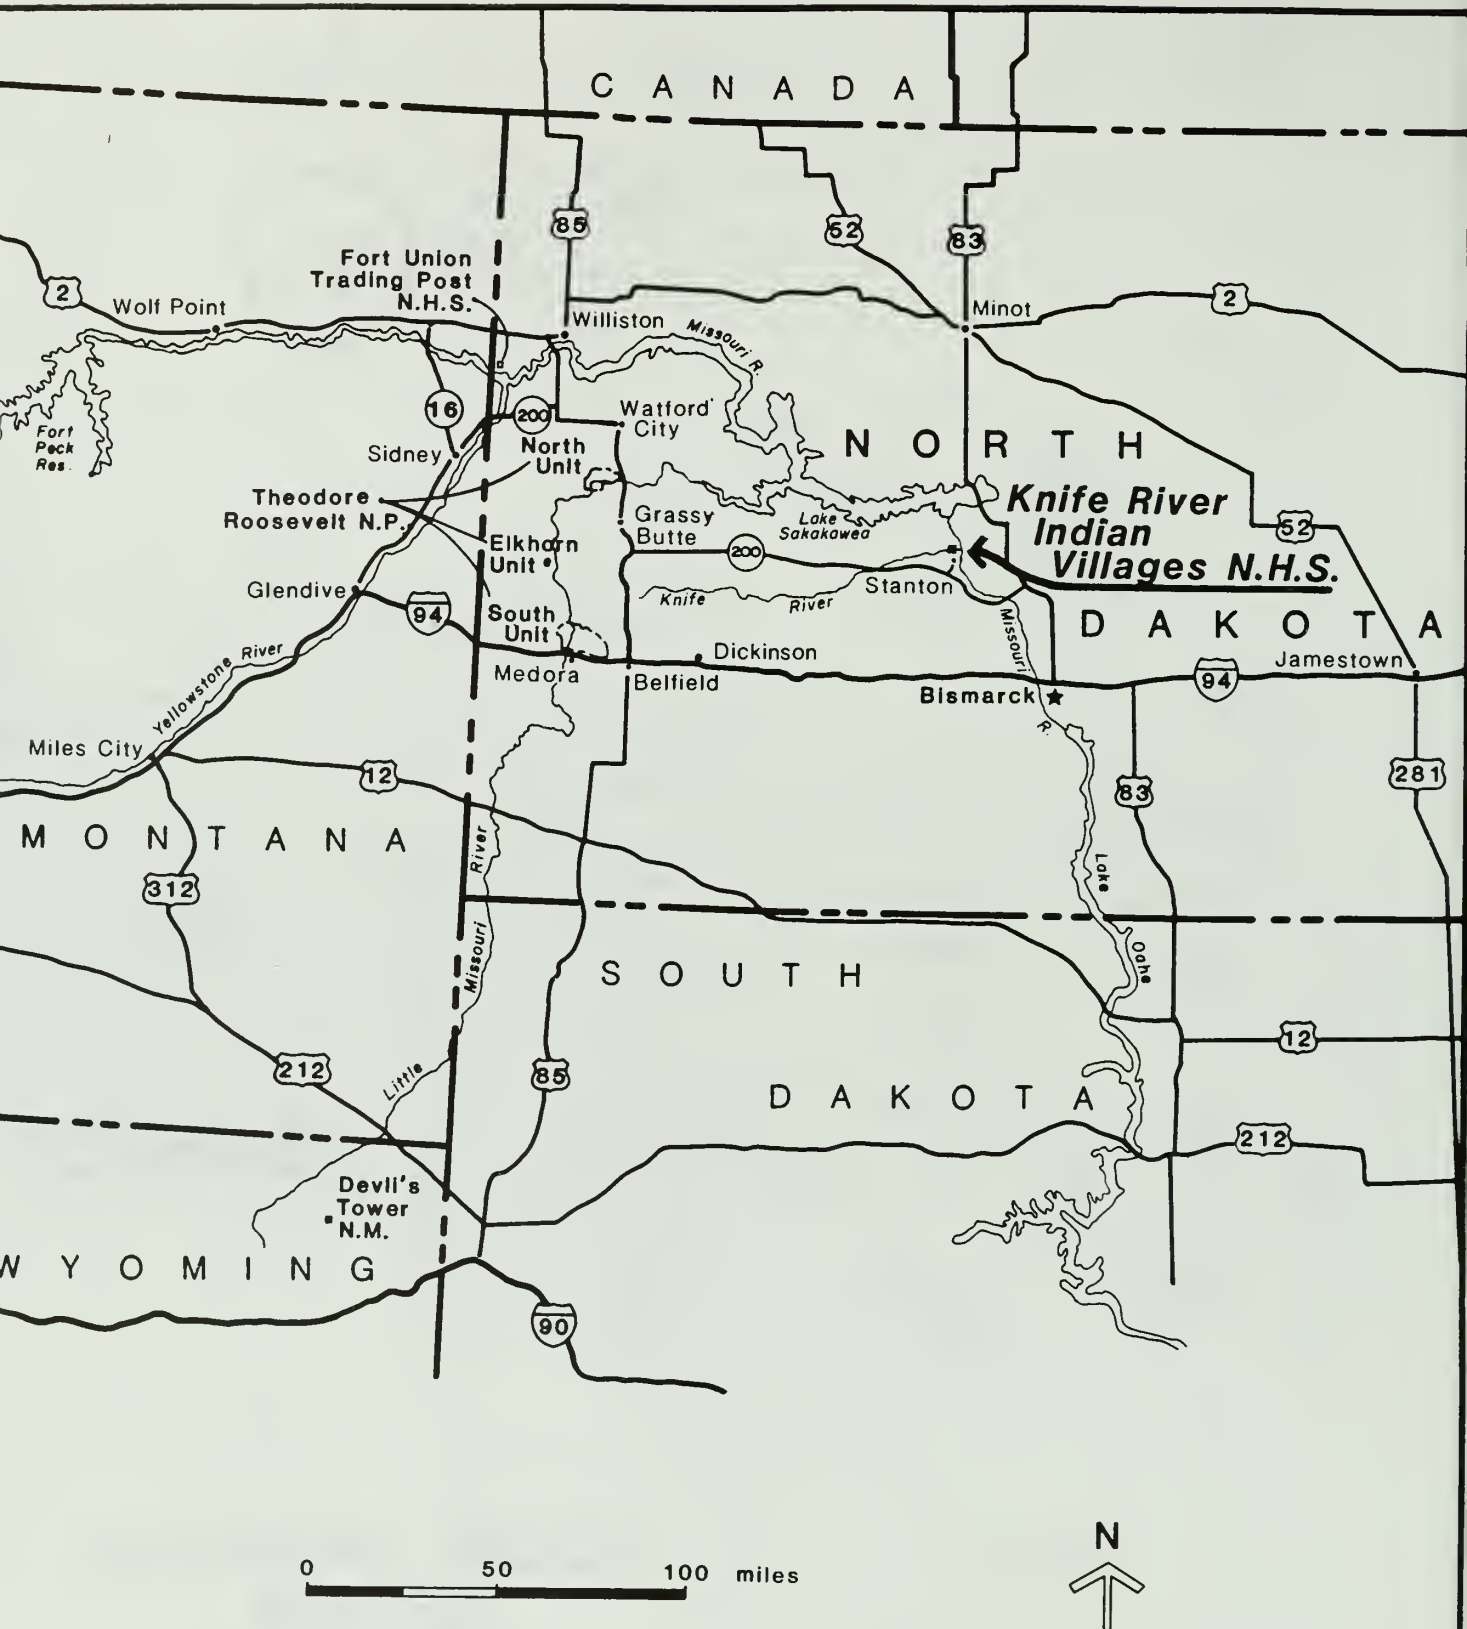 CANADA
85
52
83
Fort Union
Trading Post
N.H.S.
2
Wolf Point
Williston
Missouri R.
Minot
2
16
200
Watford
City
Fort
Peck
Res.
Sidney
North
Unit
NORTH
Theodore
Roosevelt N.P.
Grassy
Butte
Lake
Sakakawea
Knife River
Indian
Villages N.H.S.
52
Elkhorn
Unit
200
Stanton
Glendive
94
Knife River
South
Unit
Missouri
R.
DAKOTA
Yellowstone River
Medora
Belfield
Dickinson
Bismarck
94
Jamestown
Miles City
12
83
281
MONTANA
River
Lake
312
Missouri
Oahe
SOUTH
12
212
Little
85
DAKOTA
212
Devil's
Tower
N.M.
WYOMING
90
N
0 50 100 miles